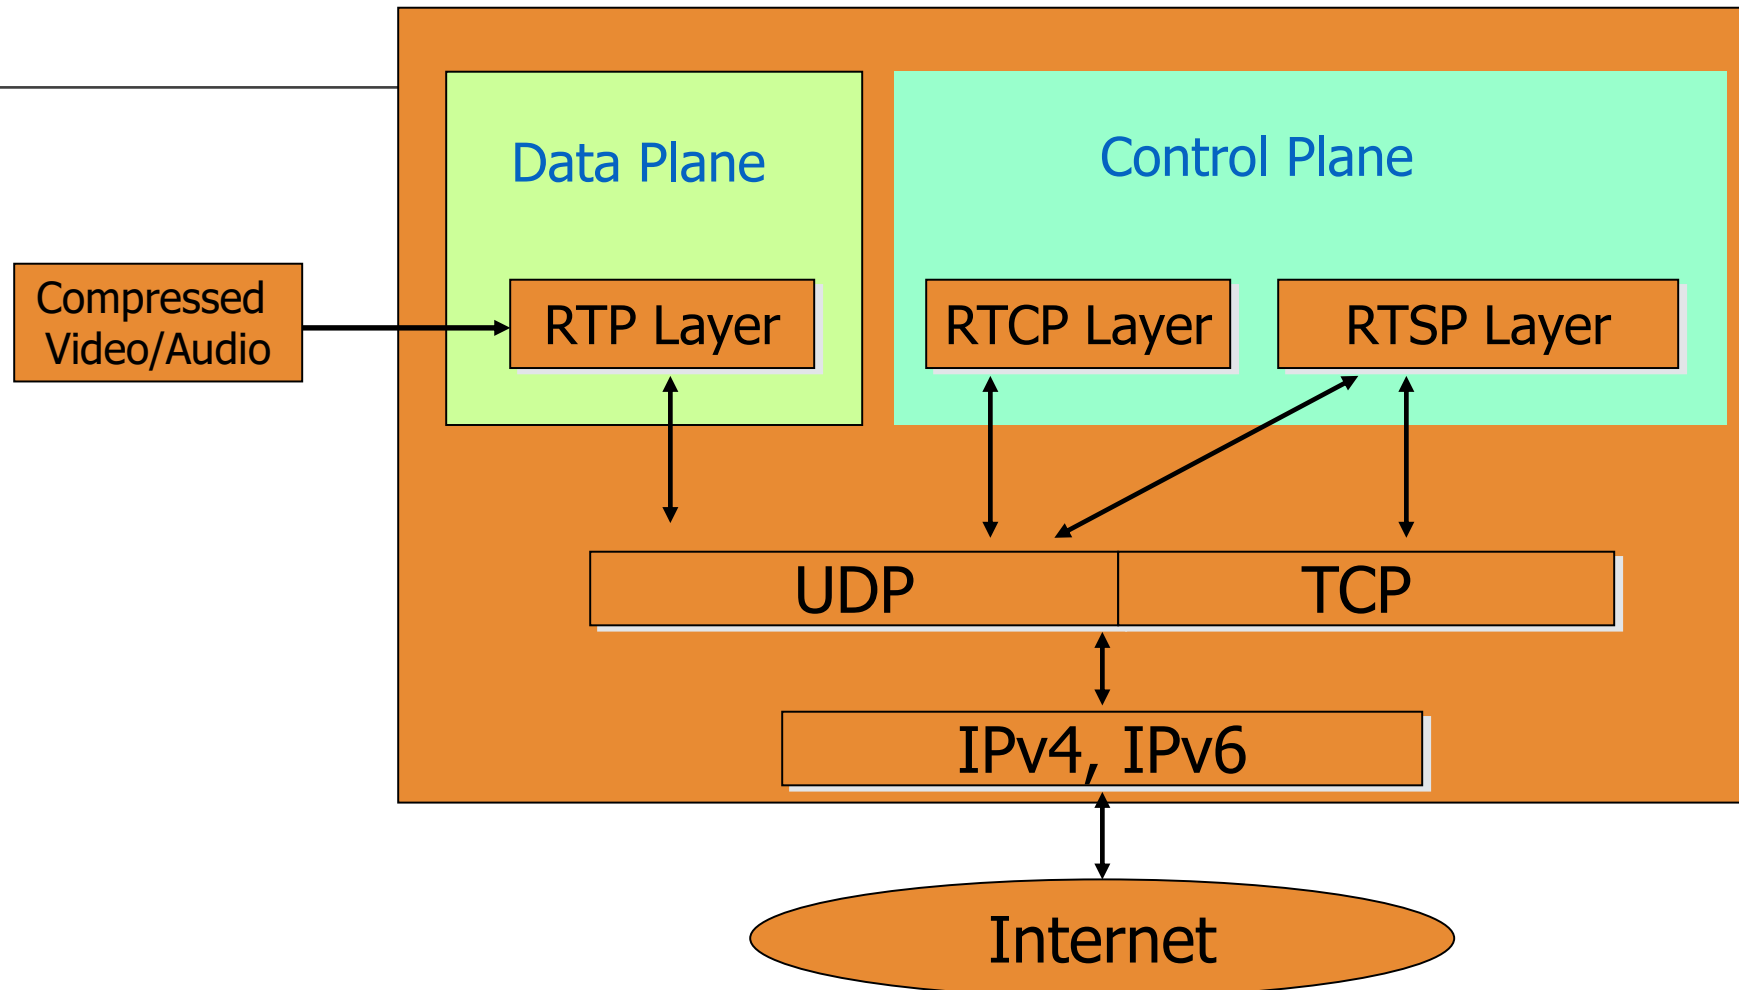 Data Plane
Control Plane
Compressed
Video/Audio
RTP Layer
RTCP Layer
RTSP Layer
UDP
TCP
IPv4, IPv6
Internet